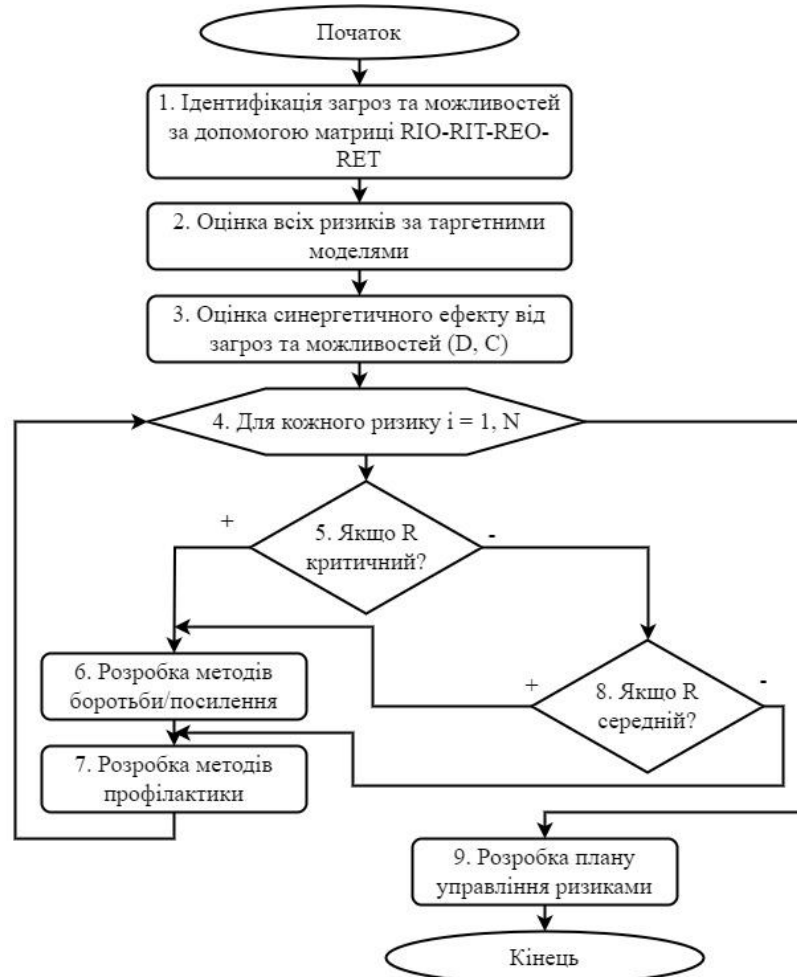 Початок
1. Ідентифікація загроз та можливостей
за допомогою матриці RIO-RIT-REO-
RET
2. Оцінка всіх ризиків за таргетними
моделями
3. Оцінка синергетичного ефекту від
загроз та можливостей (D, C)
4. Для кожного ризику i = 1, N
+
5. Якщо R
критичний?
-
6. Розробка методів
боротьби/посилення
+
8. Якщо R
середній?
-
7. Розробка методів
профілактики
9. Розробка плану
управління ризиками
Кінець